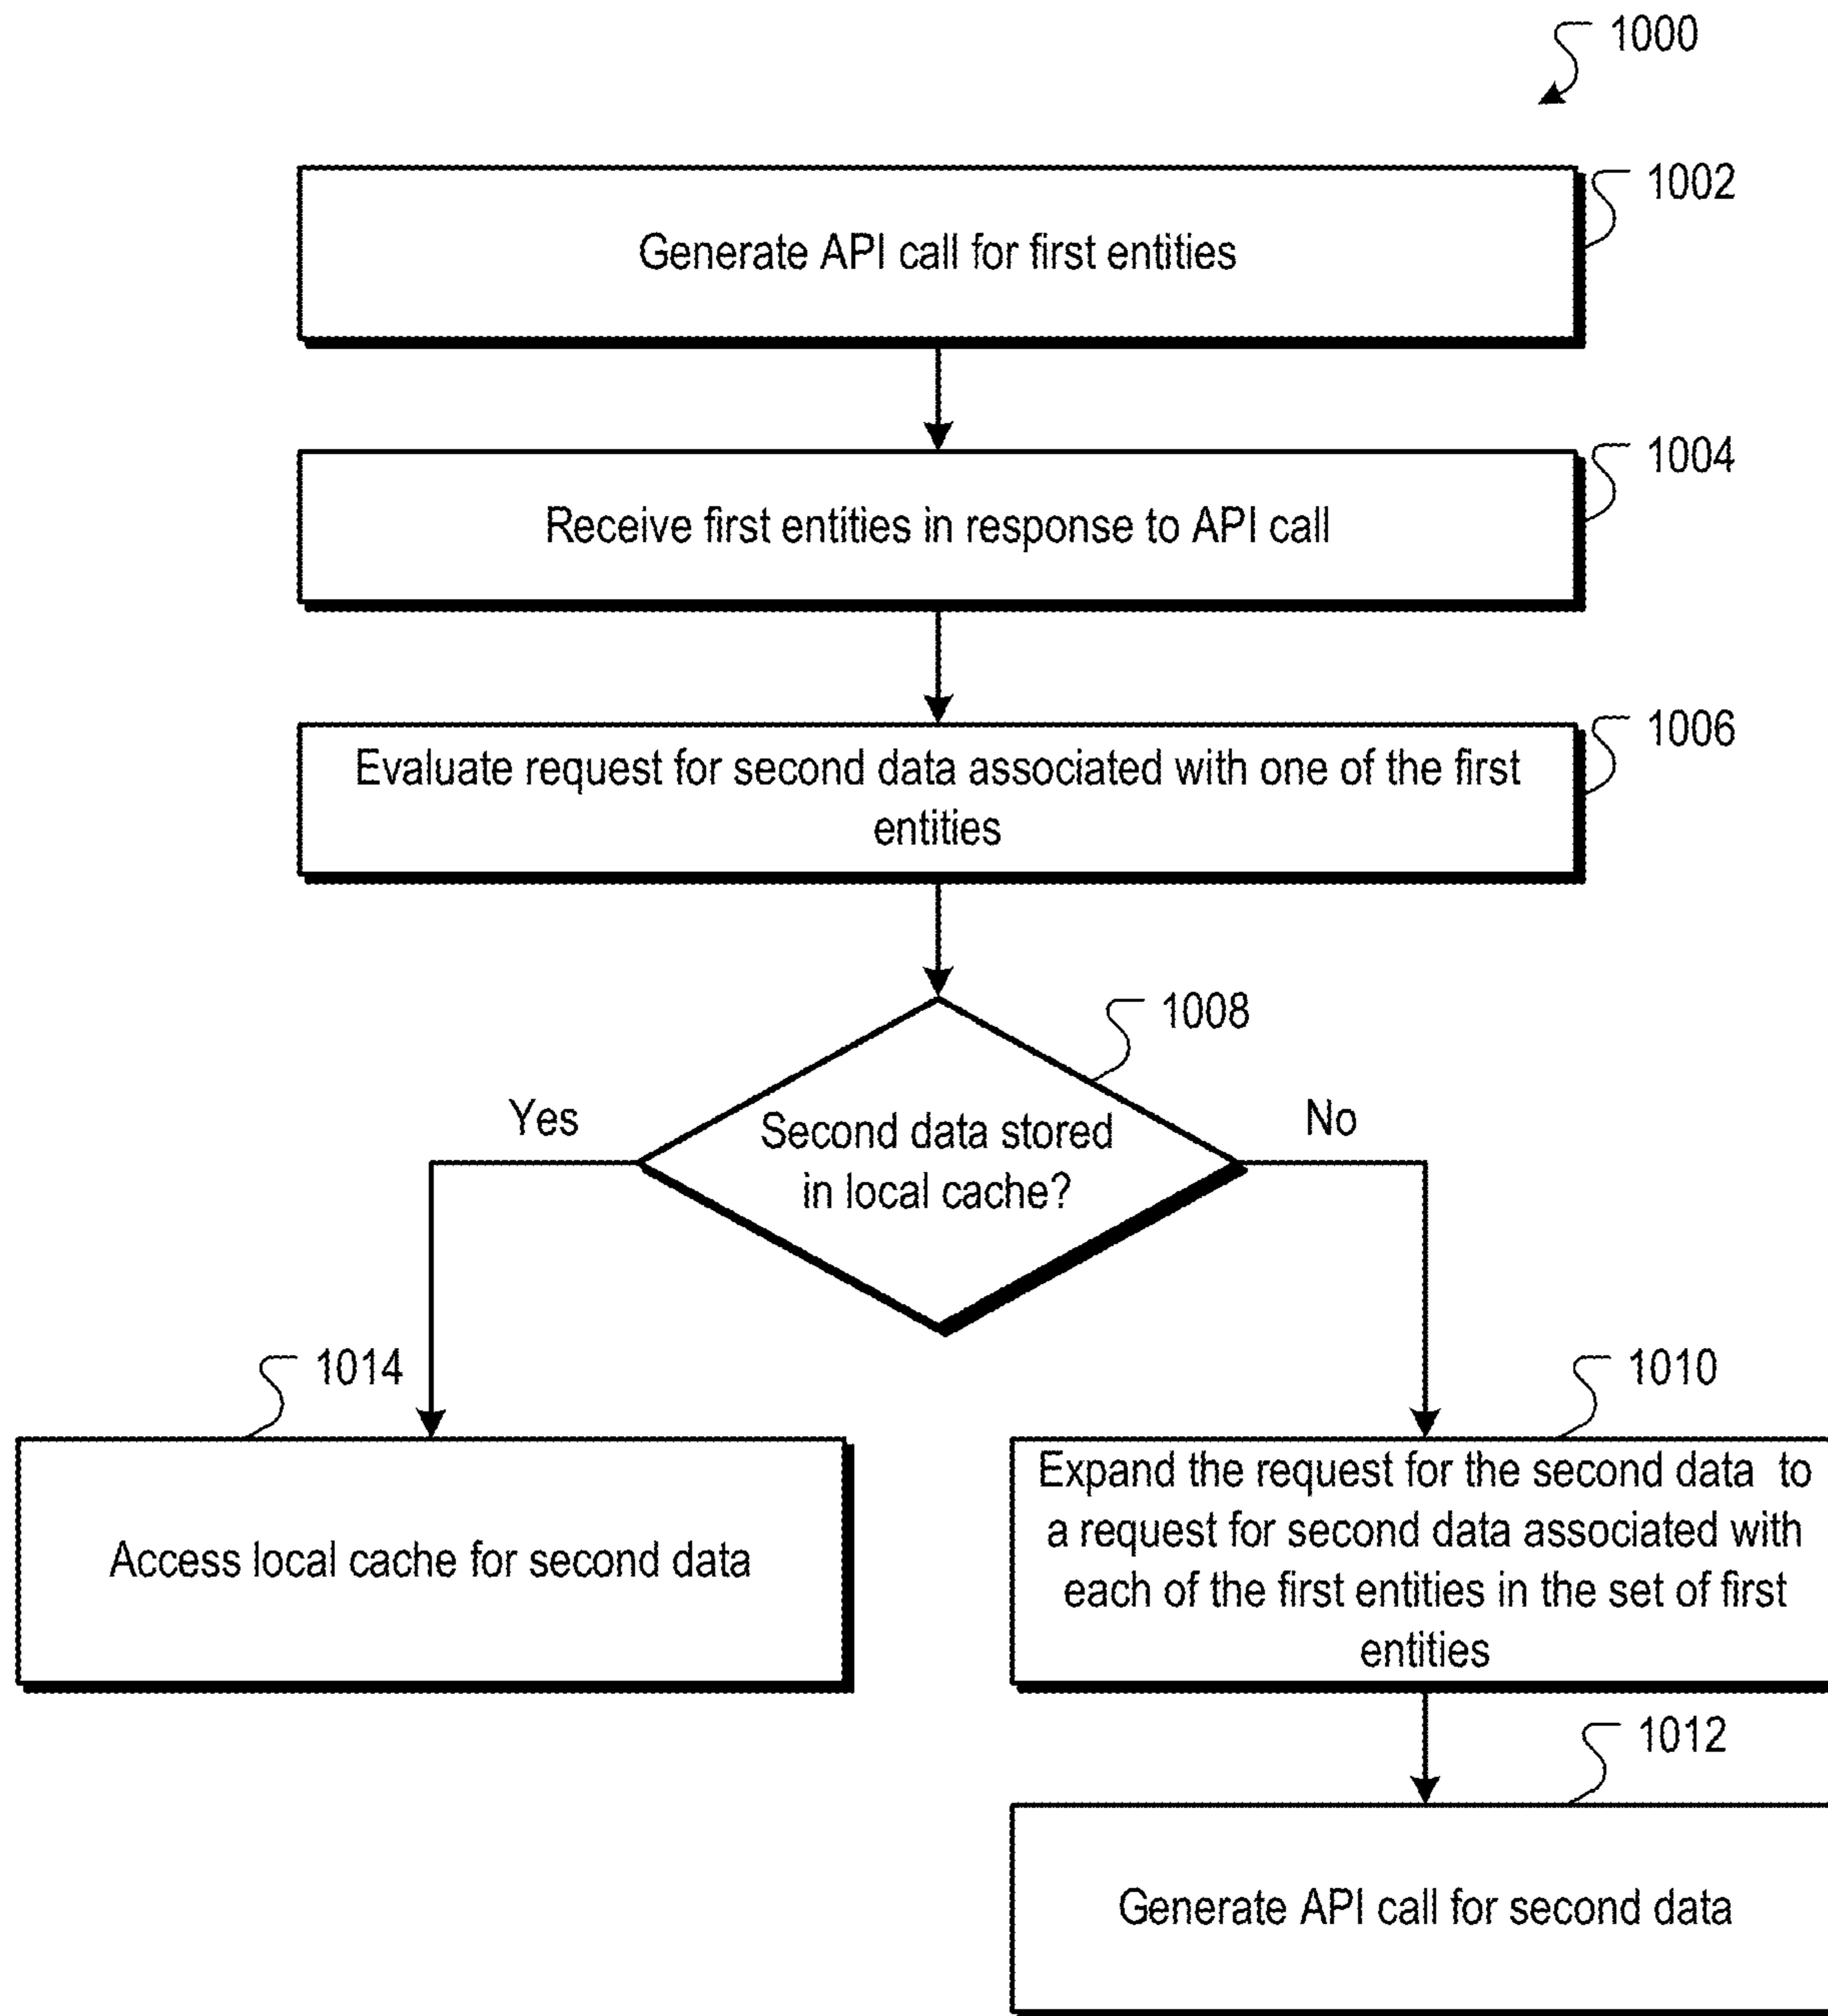 1000
1002
Generate API call for first entities
1004
Receive first entities in response to API call
1006
Evaluate request for second data associated with one of the first
entities
1008
Yes
No
Second data stored
in local cache?
1014
1010
Access local cache for second data
Expand the request for the second data to
a request for second data associated with
each of the first entities in the set of first
entities
1012
Generate API call for second data